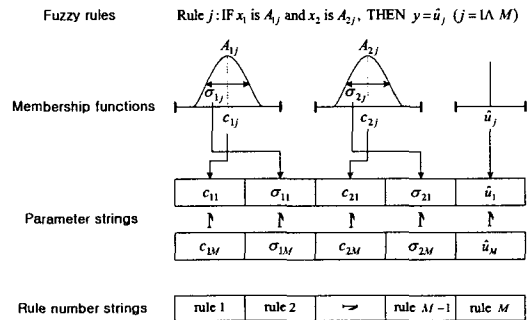 Fuzzy rules Rule j : IF x₁ is A₁ⱼ and x₂ is A₂ⱼ, THEN y = ûⱼ (j = 1Λ M)
A₁ⱼ A₂ⱼ
σ₁ⱼ σ₂ⱼ
Membership functions
c₁ⱼ c₂ⱼ ûⱼ
c₁₁ σ₁₁ c₂₁ σ₂₁ û₁
Parameter strings
c₁M σ₁M c₂M σ₂M ûM
Rule number strings rule 1 rule 2 rule M−1 rule M